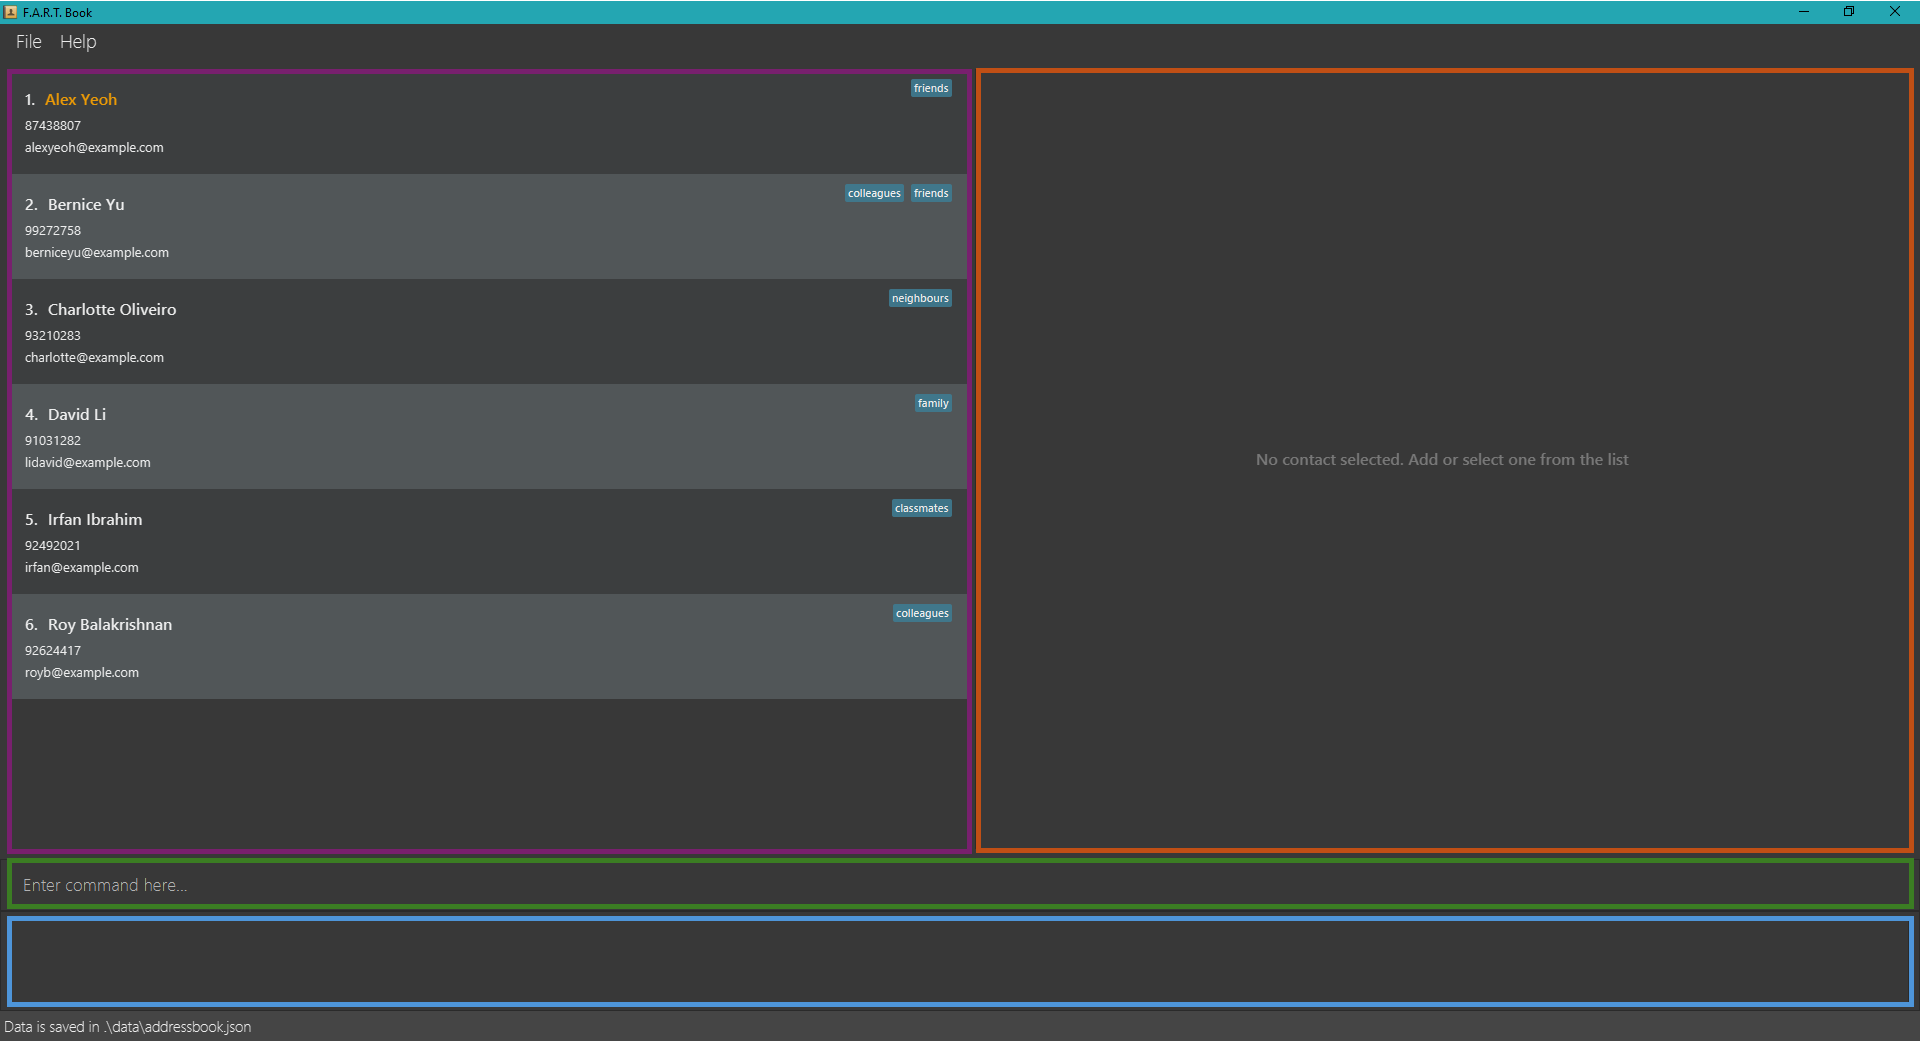 F.A.R.T. Book
File Help
1. Alex Yeoh friends
87438807
alexyeoh@example.com
2. Bernice Yu colleagues friends
99272758
berniceyu@example.com
3. Charlotte Oliveiro neighbours
93210283
charlotte@example.com
4. David Li family
91031282
lidavid@example.com
5. Irfan Ibrahim classmates
92492021
irfan@example.com
6. Roy Balakrishnan colleagues
92624417
royb@example.com
No contact selected. Add or select one from the list
Enter command here...
Data is saved in .\data\addressbook.json